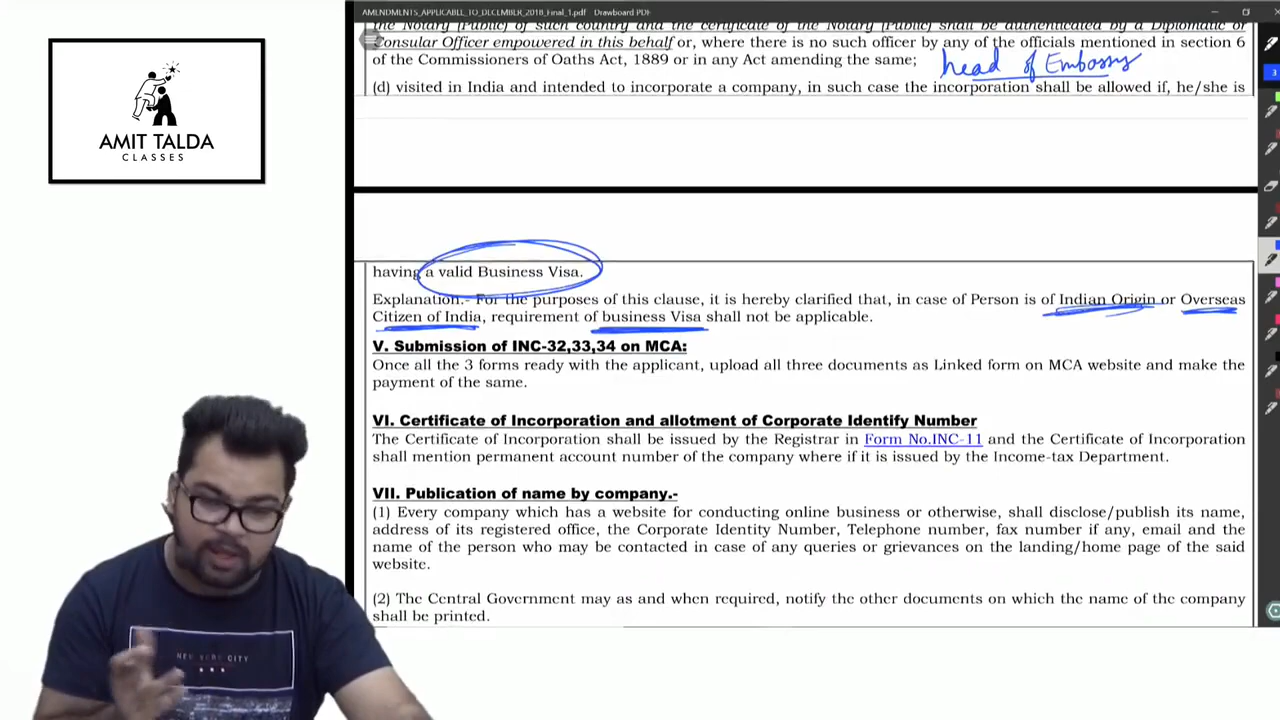 AMENDMENTS_APPLICABLE_TO_DECEMBER_2018_Final_1.pdf - Drawboard PDF
the Notary [Public] of such country and the certificate of the Notary [Public] shall be authenticated by a Diplomatic or
Consular Officer empowered in this behalf or, where there is no such officer by any of the officials mentioned in section 6
of the Commissioners of Oaths Act, 1889 or in any Act amending the same;
head of Embassy
(d) visited in India and intended to incorporate a company, in such case the incorporation shall be allowed if, he/she is
AMIT TALDA
CLASSES
having a valid Business Visa.
Explanation.- For the purposes of this clause, it is hereby clarified that, in case of Person is of Indian Origin or Overseas
Citizen of India, requirement of business Visa shall not be applicable.
V. Submission of INC-32,33,34 on MCA:
Once all the 3 forms ready with the applicant, upload all three documents as Linked form on MCA website and make the
payment of the same.
VI. Certificate of Incorporation and allotment of Corporate Identify Number
The Certificate of Incorporation shall be issued by the Registrar in Form No.INC-11 and the Certificate of Incorporation
shall mention permanent account number of the company where if it is issued by the Income-tax Department.
VII. Publication of name by company.-
(1) Every company which has a website for conducting online business or otherwise, shall disclose/publish its name,
address of its registered office, the Corporate Identity Number, Telephone number, fax number if any, email and the
name of the person who may be contacted in case of any queries or grievances on the landing/home page of the said
website.
(2) The Central Government may as and when required, notify the other documents on which the name of the company
shall be printed.
NEW YORK CITY
3